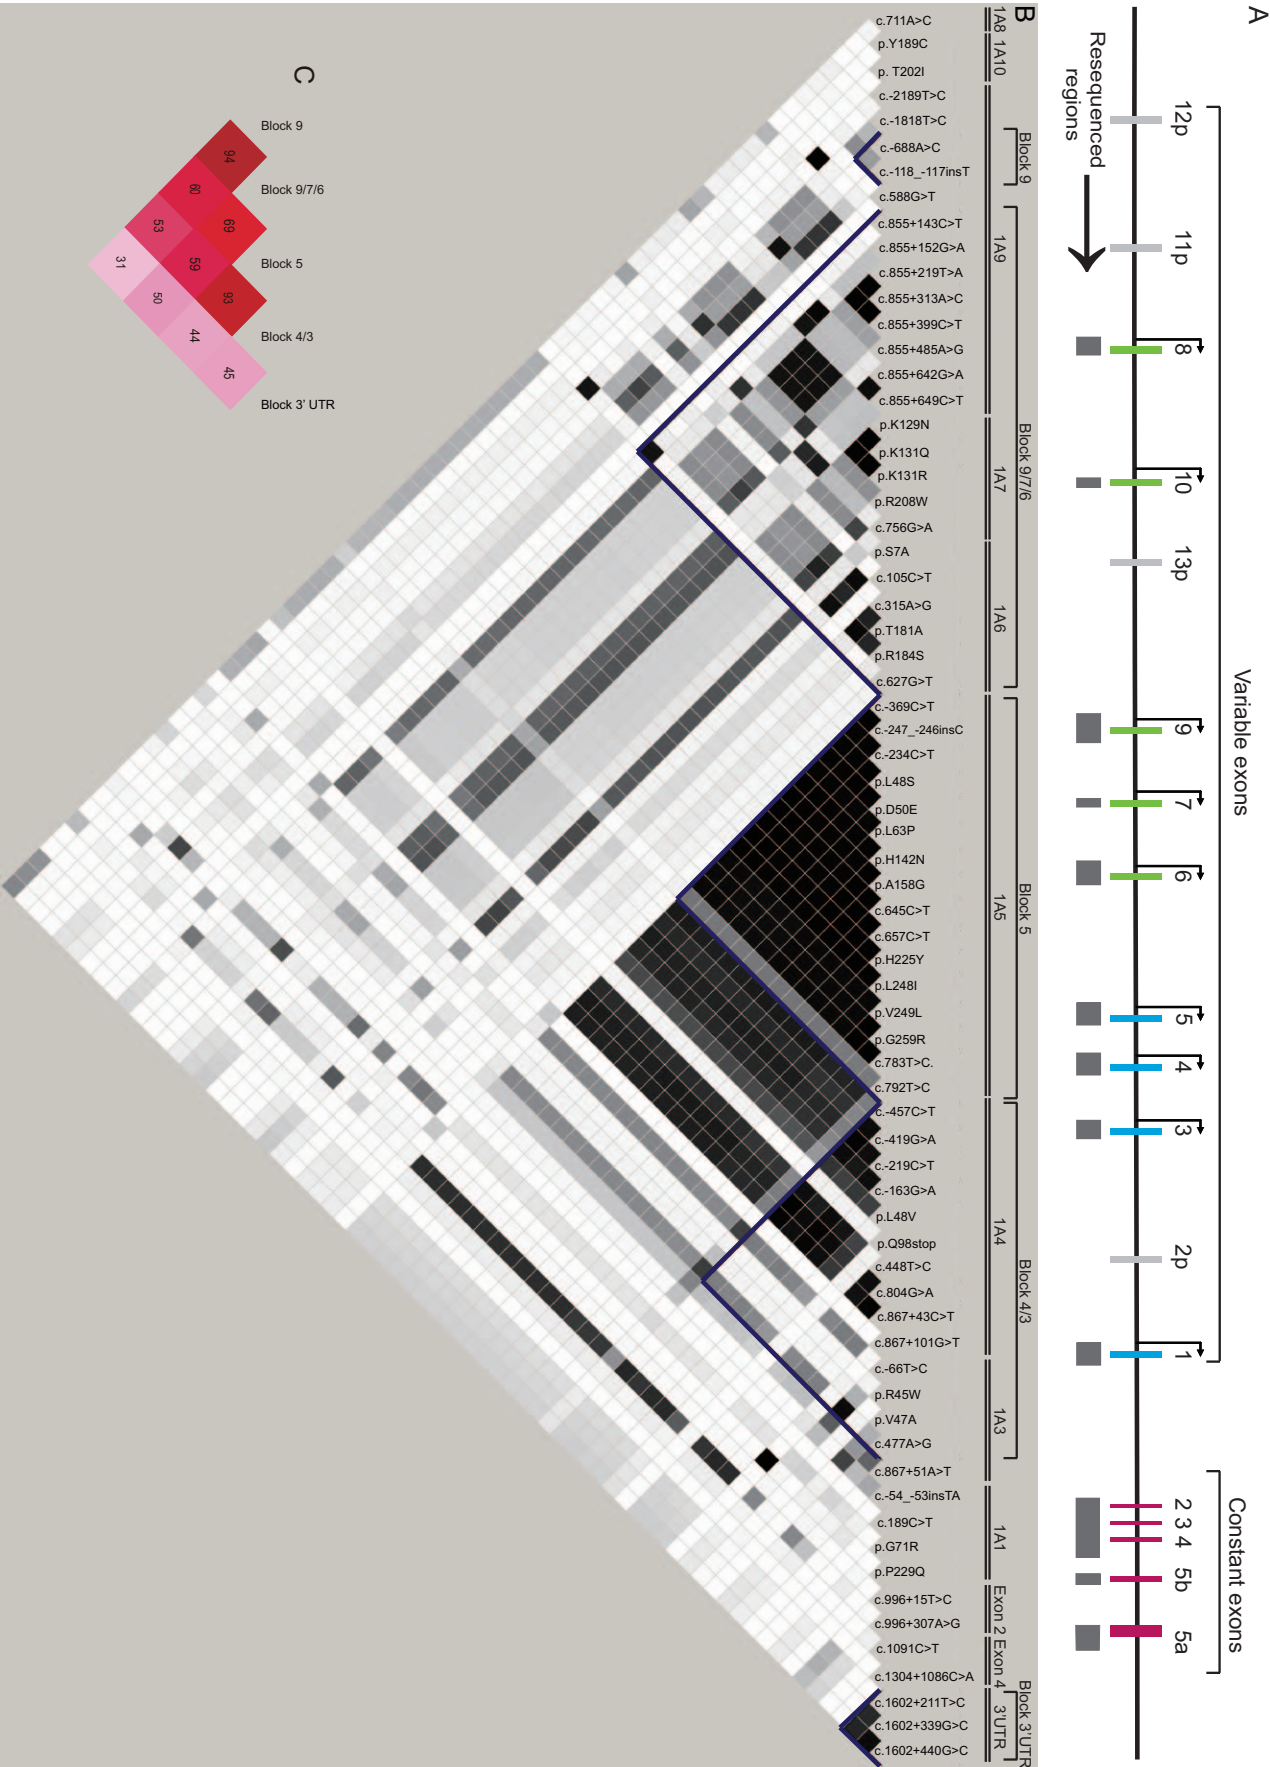 A
Variable exons
Constant exons
12p
11p
8
10
13p
9
7
6
5
4
3
2p
1
2
3
4
5b
5a
Resequenced
regions
B
Block 9
Block 9/7/6
Block 5
Block 4/3
Block 3'UTR
1A8
1A10
1A9
1A7
1A6
1A5
1A4
1A3
1A1
Exon 2
Exon 4
3'UTR
c.711A>C
p.Y189C
p. T202I
c.-2189T>C
c.-1818T>C
c.-688A>C
c.-118_-117insT
c.588G>T
c.855+143C>T
c.855+152G>A
c.855+219T>A
c.855+313A>C
c.855+399C>T
c.855+485A>G
c.855+642G>A
c.855+649C>T
p.K129N
p.K131Q
p.K131R
p.R208W
c.756G>A
p.S7A
c.105C>T
c.315A>G
p.T181A
p.R184S
c.627G>T
c.-369C>T
c.-247_-246insC
c.-234C>T
p.L48S
p.D50E
p.L63P
p.H142N
p.A158G
c.645C>T
c.657C>T
p.H225Y
p.L248I
p.V249L
p.G259R
c.783T>C.
c.792T>C
c.-457C>T
c.-419G>A
c.-219C>T
c.-163G>A
p.L48V
p.Q98stop
c.448T>C
c.804G>A
c.867+43C>T
c.867+101G>T
c.-66T>C
p.R45W
p.V47A
c.477A>G
c.867+51A>T
c.-54_-53insTA
c.189C>T
p.G71R
p.P229Q
c.996+15T>C
c.996+307A>G
c.1091C>T
c.1304+1086C>A
c.1602+211T>C
c.1602+339G>C
c.1602+440G>C
C
Block 9
Block 9/7/6
Block 5
Block 4/3
Block 3' UTR
94
69
93
45
60
59
44
53
50
31